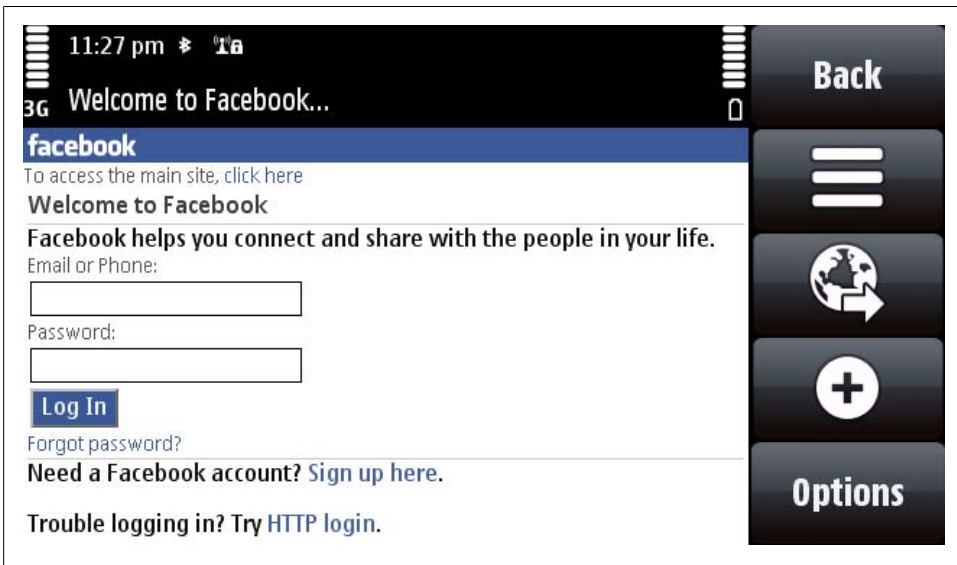 11:27 pm
3G Welcome to Facebook...
Back
facebook
To access the main site, click here
Welcome to Facebook
Facebook helps you connect and share with the people in your life.
Email or Phone:
Password:
Log In
Forgot password?
Need a Facebook account? Sign up here.
Trouble logging in? Try HTTP login.
Options